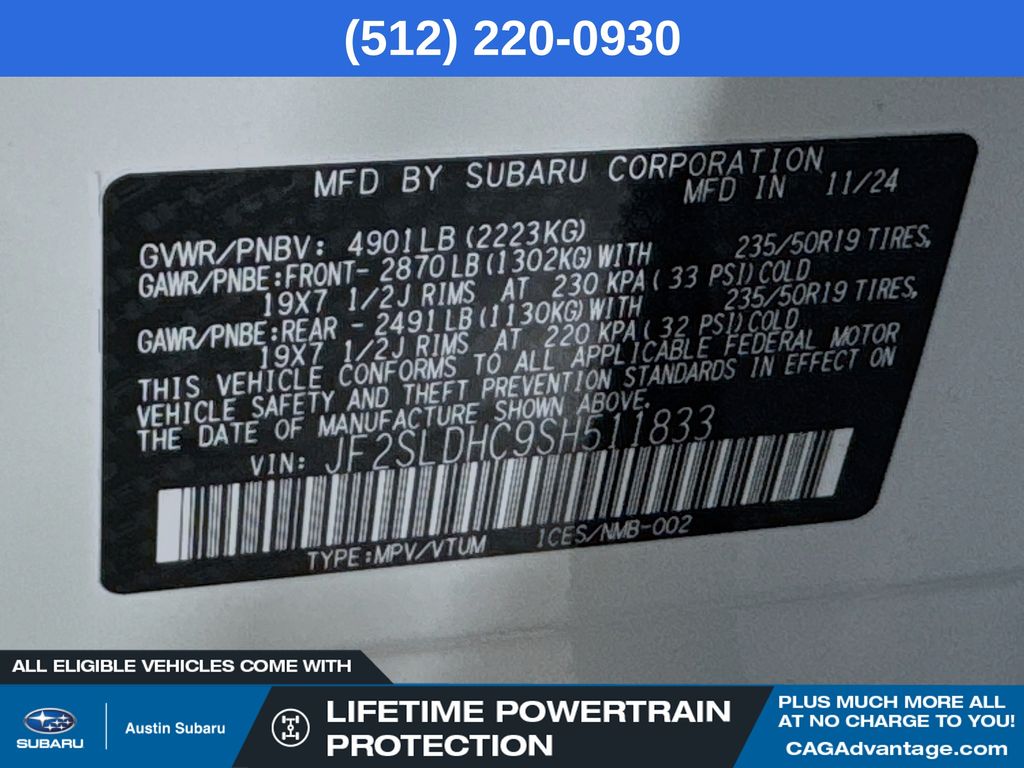 (512) 220-0930
MFD BY SUBARU CORPORATION
MFD IN 11/24
GVWR/PNBV: 4901LB (2223KG)
GAWR/PNBE:FRONT- 2870LB (1302KG) WITH 235/50R19 TIRES,
19X7 1/2J RIMS AT 230 KPA( 33 PSI)COLD
GAWR/PNBE:REAR - 2491LB (1130KG) WITH 235/50R19 TIRES,
19X7 1/2J RIMS AT 220 KPA( 32 PSI)COLD
THIS VEHICLE CONFORMS TO ALL APPLICABLE FEDERAL MOTOR
VEHICLE SAFETY AND THEFT PREVENTION STANDARDS IN EFFECT ON
THE DATE OF MANUFACTURE SHOWN ABOVE.
VIN: JF2SLDHC9SH511833
TYPE:MPV/VTUM 1CES/NMB-002
ALL ELIGIBLE VEHICLES COME WITH
SUBARU
Austin Subaru
LIFETIME POWERTRAIN
PROTECTION
PLUS MUCH MORE ALL
AT NO CHARGE TO YOU!
CAGAdvantage.com